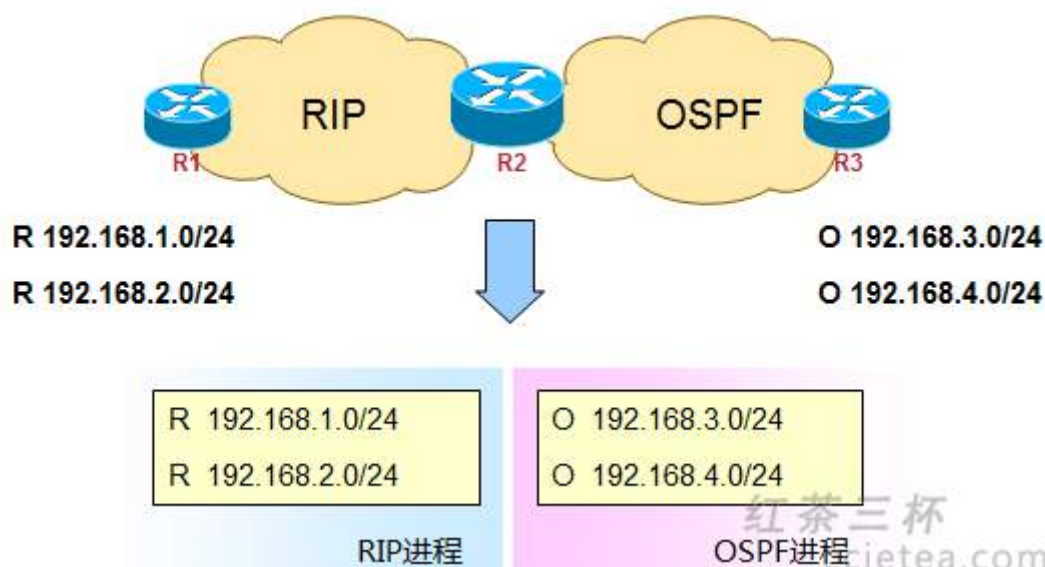 RIP
OSPF
R1
R2
R3
R 192.168.1.0/24
O 192.168.3.0/24
R 192.168.2.0/24
O 192.168.4.0/24
R 192.168.1.0/24
R 192.168.2.0/24
O 192.168.3.0/24
O 192.168.4.0/24
RIP进程
OSPF进程
红茶三杯
cietea.com